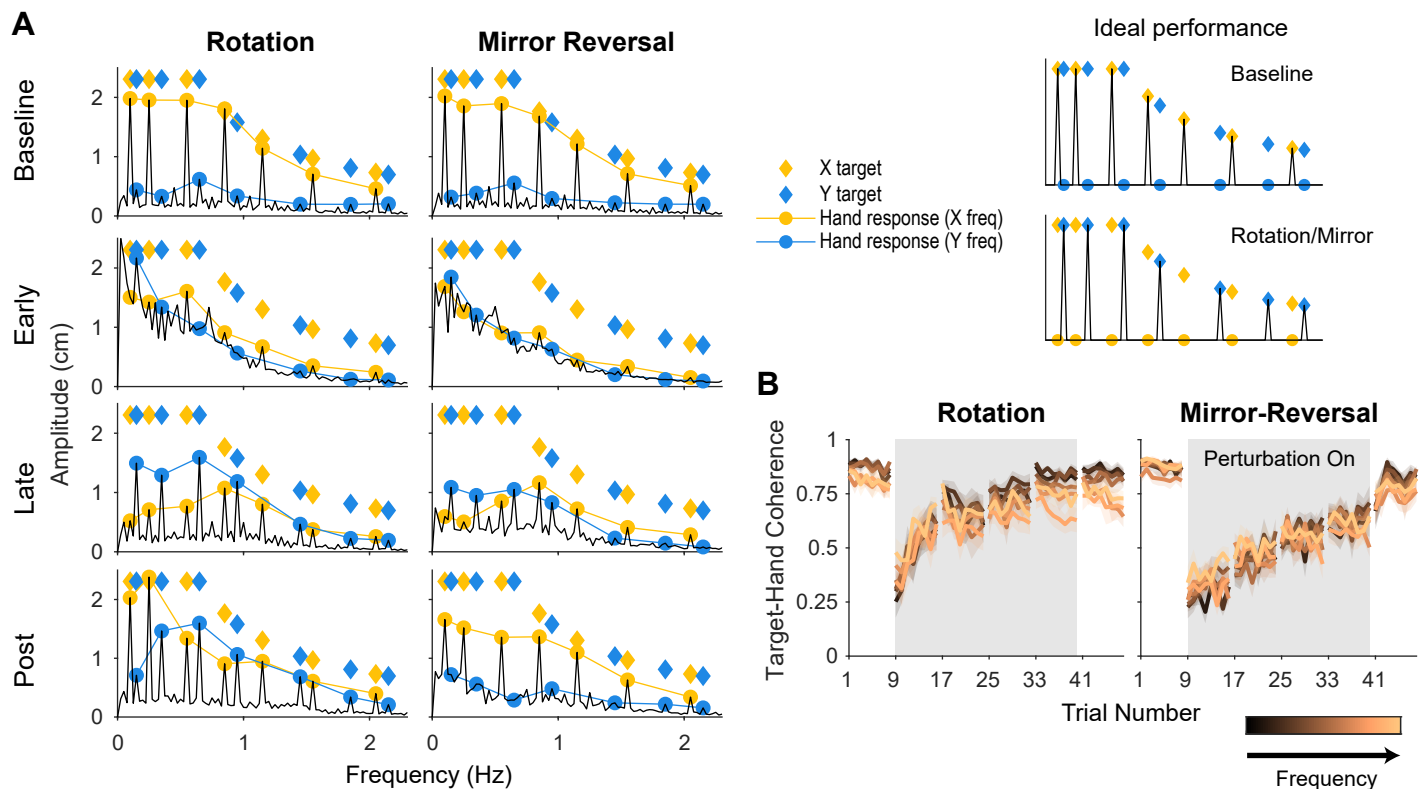 A
Rotation
Mirror Reversal
Ideal performance
Baseline
Early
Late
Post
Amplitude (cm)
2
1
0
2
1
0
2
1
0
2
1
0
0
1
2
0
1
2
Frequency (Hz)
X target
Y target
Hand response (X freq)
Hand response (Y freq)
Baseline
Rotation/Mirror
B
Rotation
Mirror-Reversal
Perturbation On
Target-Hand Coherence
1
0.75
0.5
0.25
0
1
9
17
25
33
41
1
9
17
25
33
41
Trial Number
Frequency